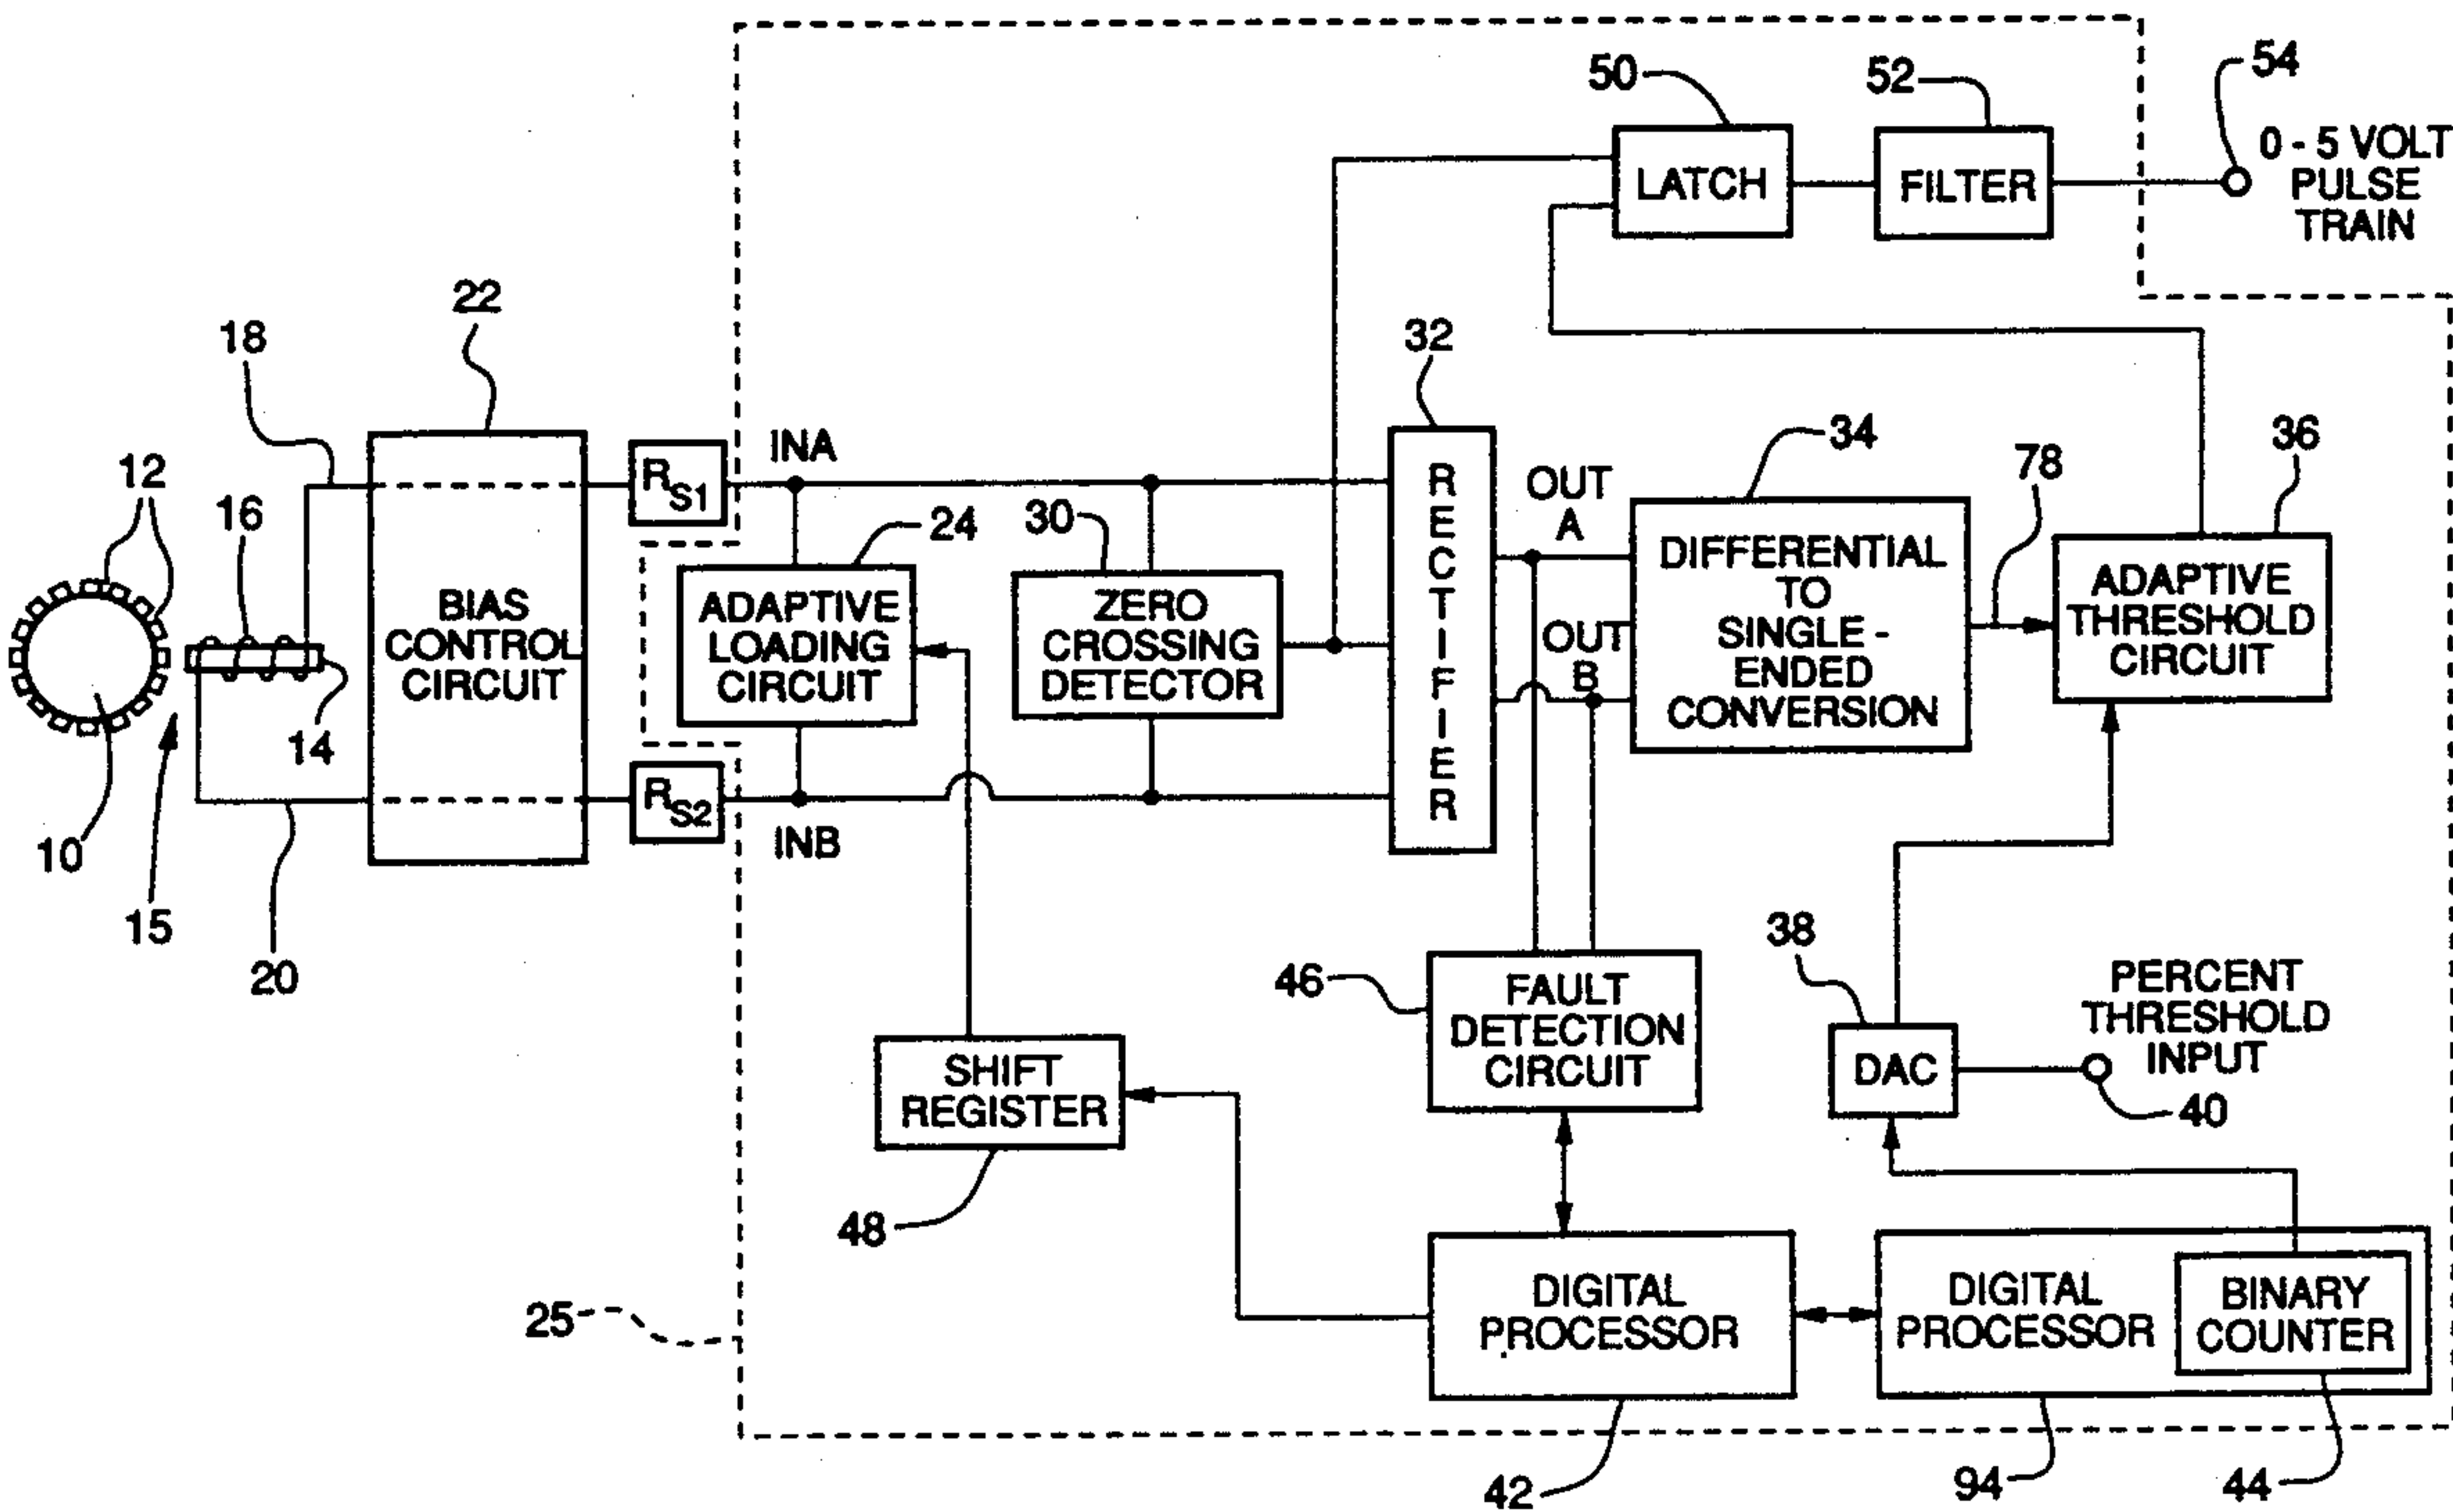 54
50
52
0 - 5 VOLT
PULSE
TRAIN
LATCH
FILTER
22
18
32
12
16
INA
R
S1
24
30
OUT
A
34
78
36
RECTIFIER
BIAS
CONTROL
CIRCUIT
ADAPTIVE
LOADING
CIRCUIT
ZERO
CROSSING
DETECTOR
OUT
B
DIFFERENTIAL
TO
SINGLE -
ENDED
CONVERSION
ADAPTIVE
THRESHOLD
CIRCUIT
14
R
S2
10
15
20
INB
46
FAULT
DETECTION
CIRCUIT
38
PERCENT
THRESHOLD
INPUT
DAC
40
SHIFT
REGISTER
48
25
DIGITAL
PROCESSOR
DIGITAL
PROCESSOR
BINARY
COUNTER
42
94
44